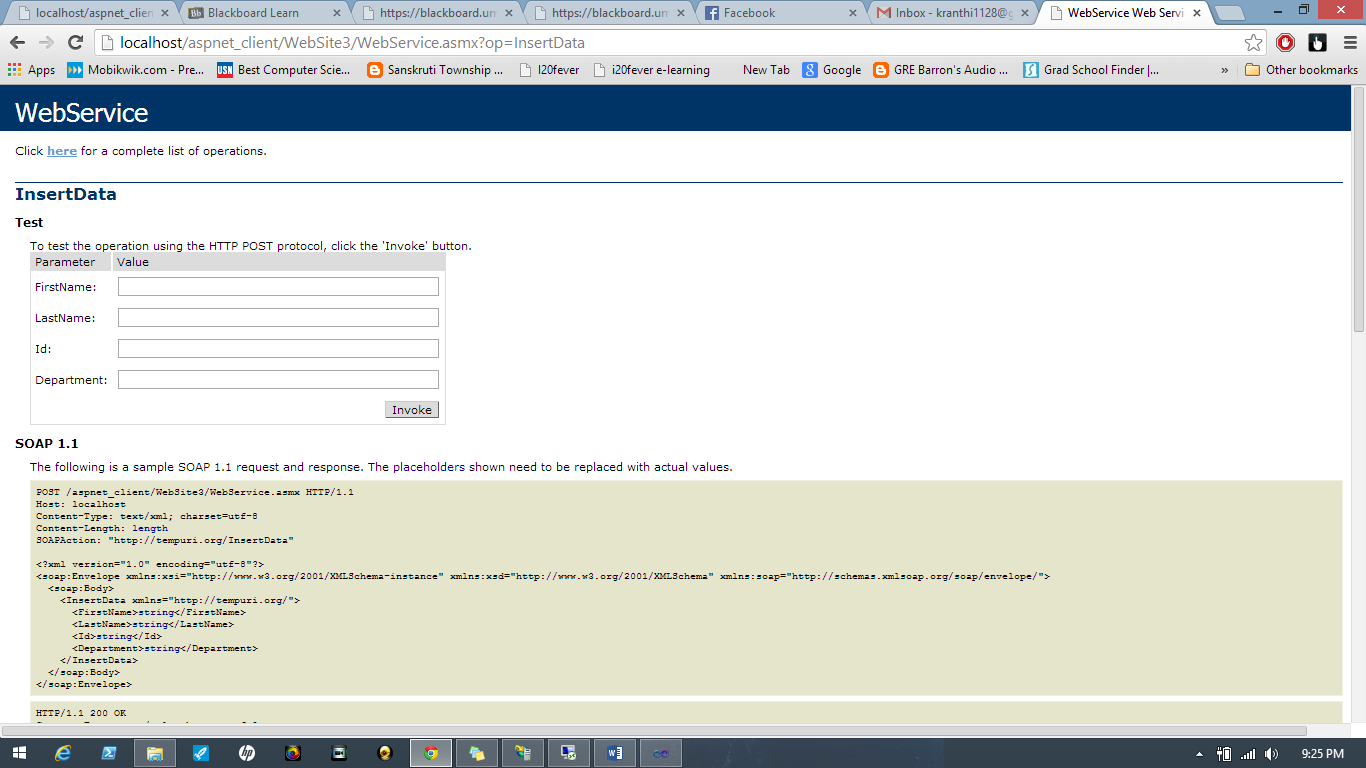 localhost/aspnet_clien
Blackboard Learn
https://blackboard.um
https://blackboard.um
Facebook
Inbox - kranthi1128@g
WebService Web Servi
localhost/aspnet_client/WebSite3/WebService.asmx?op=InsertData
Apps
Mobikwik.com - Pre...
USN
Best Computer Scie...
Sanskruti Township ...
I20fever
i20fever e-learning
New Tab
Google
GRE Barron's Audio ...
Grad School Finder |...
»
Other bookmarks
WebService
Click here for a complete list of operations.
InsertData
Test
To test the operation using the HTTP POST protocol, click the 'Invoke' button.
Parameter Value
FirstName:
LastName:
Id:
Department:
Invoke
SOAP 1.1
The following is a sample SOAP 1.1 request and response. The placeholders shown need to be replaced with actual values.
POST /aspnet_client/WebSite3/WebService.asmx HTTP/1.1
Host: localhost
Content-Type: text/xml; charset=utf-8
Content-Length: length
SOAPAction: "http://tempuri.org/InsertData"
<?xml version="1.0" encoding="utf-8"?>
<soap:Envelope xmlns:xsi="http://www.w3.org/2001/XMLSchema-instance" xmlns:xsd="http://www.w3.org/2001/XMLSchema" xmlns:soap="http://schemas.xmlsoap.org/soap/envelope/">
<soap:Body>
<InsertData xmlns="http://tempuri.org/">
<FirstName>string</FirstName>
<LastName>string</LastName>
<Id>string</Id>
<Department>string</Department>
</InsertData>
</soap:Body>
</soap:Envelope>
HTTP/1.1 200 OK
9:25 PM